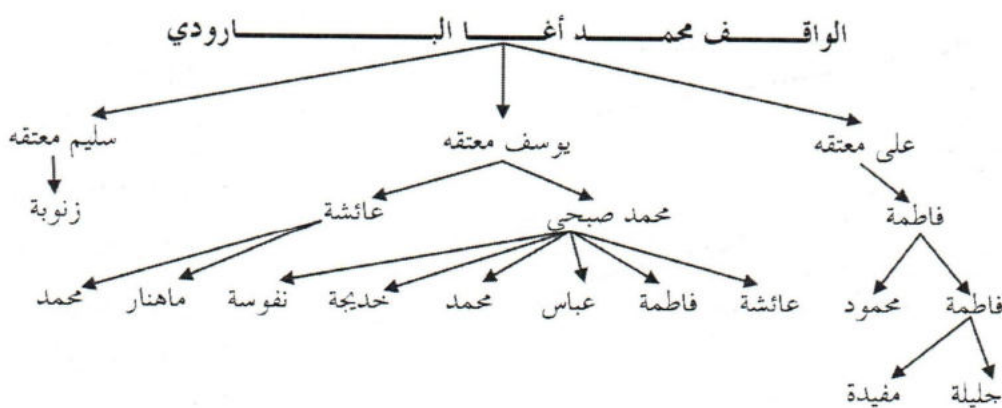 الواقف محمد أغا البارودي
على معتقه يوسف معتقه سليم معتقه
فاطمة محمد صبحي عائشة زنوبة
فاطمة محمود عائشة فاطمة عباس محمد خديجة نفوسة ماهنار محمد
جليلة مفيدة